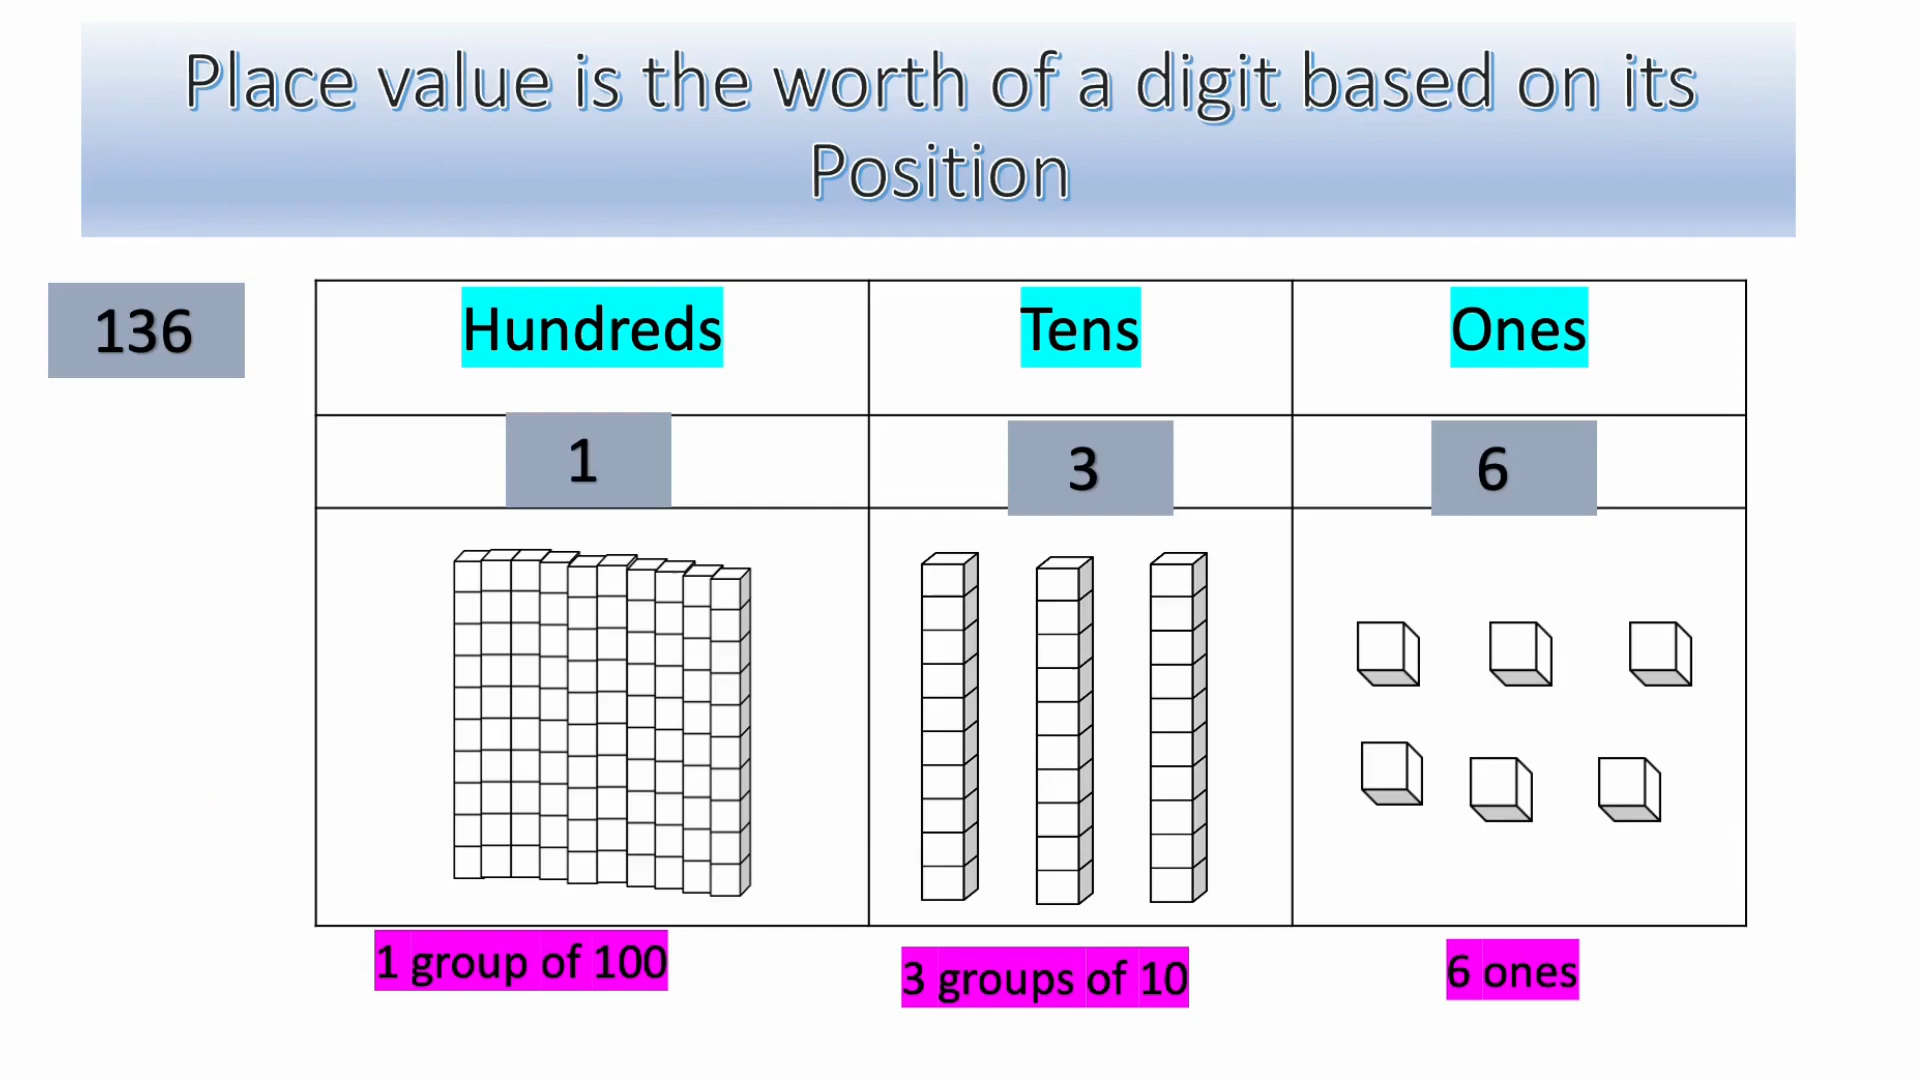 Place value is the worth of a digit based on its
Position
136
Hundreds
Tens
Ones
1
3
6
1 group of 100
3 groups of 10
6 ones